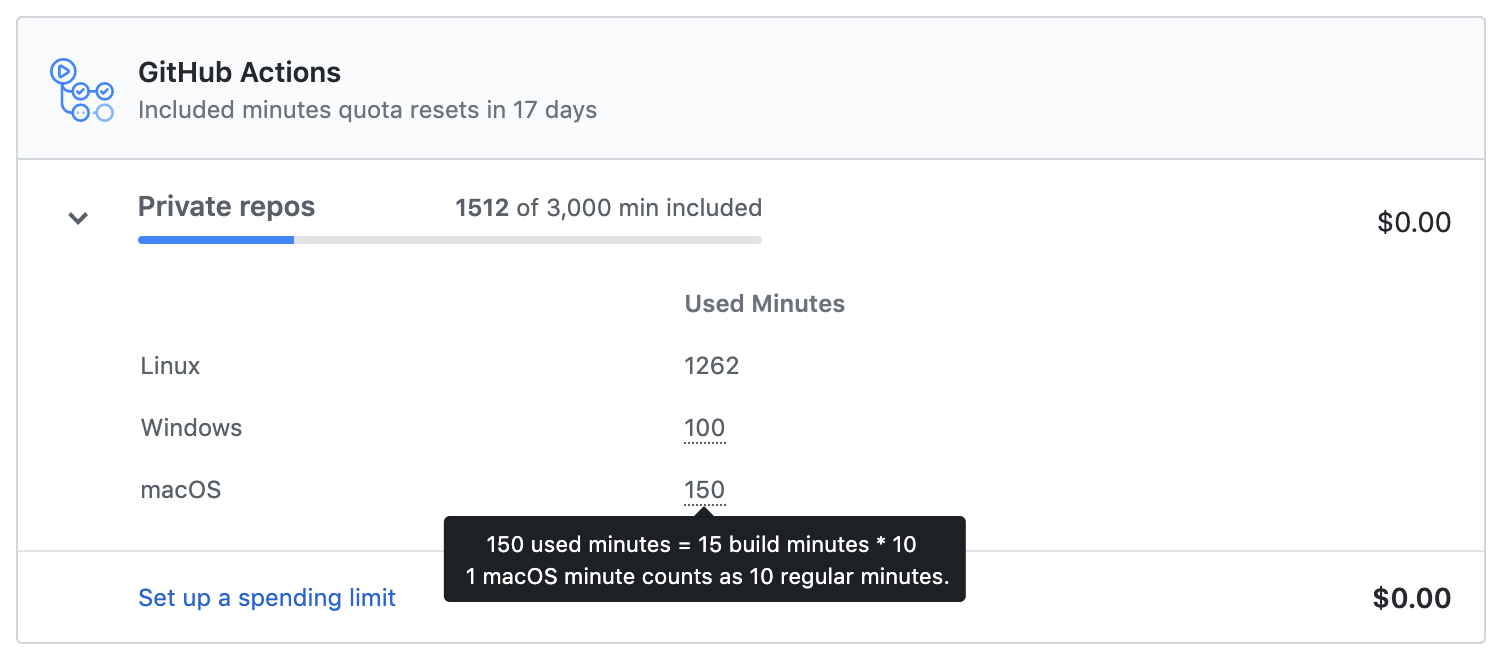 GitHub Actions
Included minutes quota resets in 17 days
Private repos 1512 of 3,000 min included $0.00
Used Minutes
Linux 1262
Windows 100
macOS 150
150 used minutes = 15 build minutes * 10
1 macOS minute counts as 10 regular minutes.
Set up a spending limit $0.00